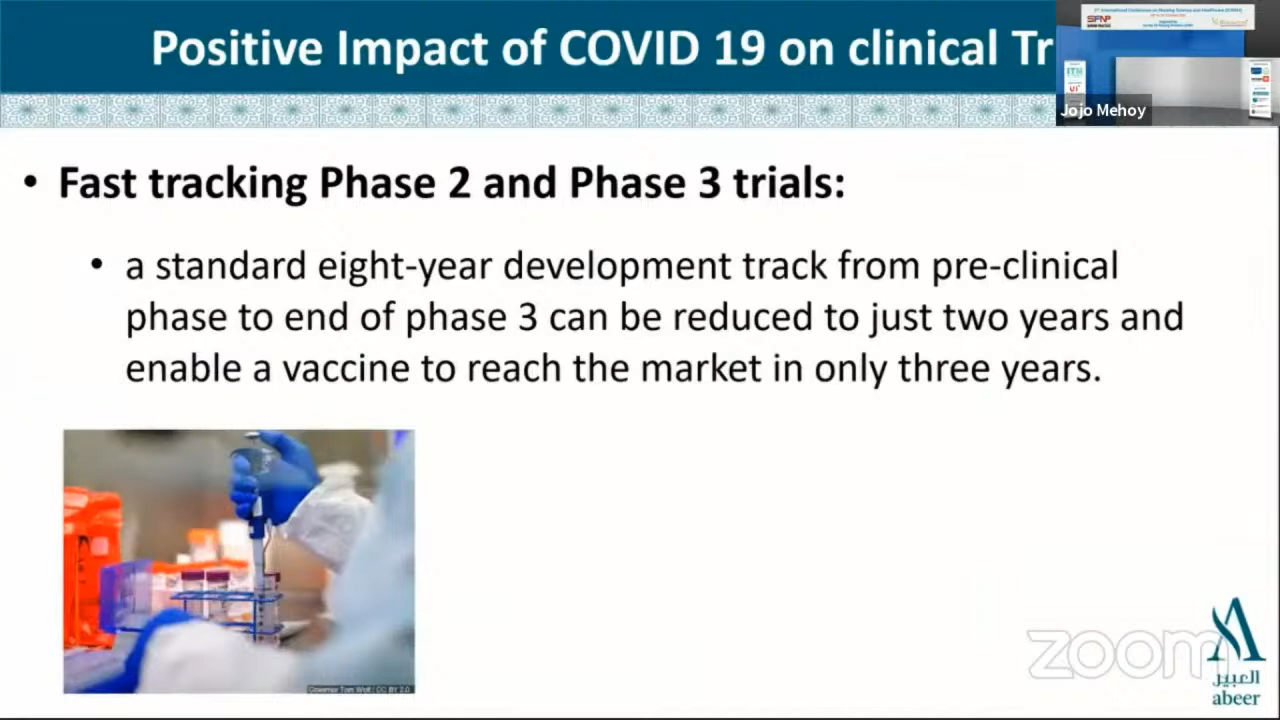 Positive Impact of COVID 19 on clinical Tr
Jojo Mehoy
• Fast tracking Phase 2 and Phase 3 trials:
• a standard eight-year development track from pre-clinical
phase to end of phase 3 can be reduced to just two years and
enable a vaccine to reach the market in only three years.
Governor Tom Wolf / CC BY 2.0
zoom
العبير
abeer